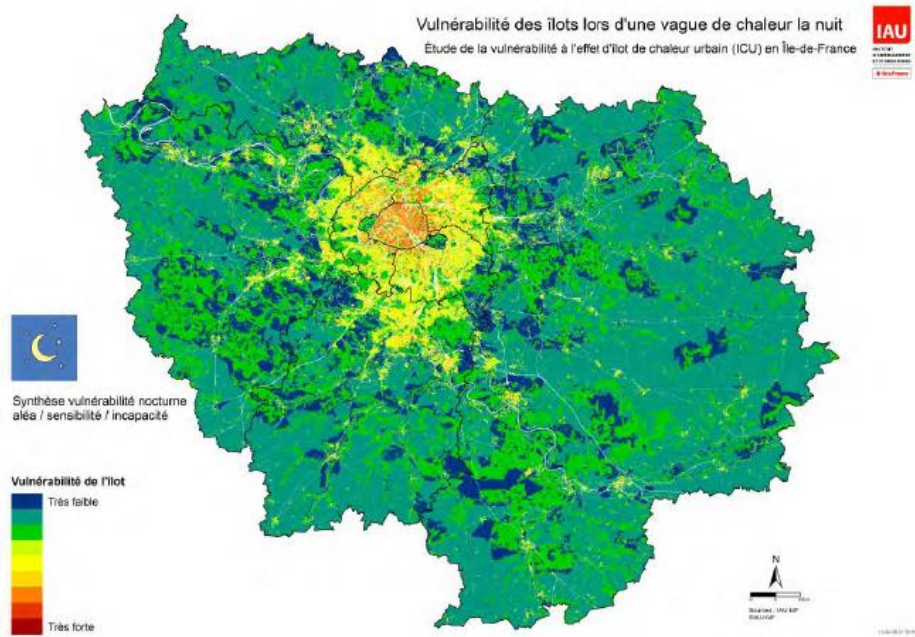 Vulnérabilité des îlots lors d'une vague de chaleur la nuit
Étude de la vulnérabilité à l'effet d'îlot de chaleur urbain (ICU) en Île-de-France
IAU
Synthèse vulnérabilité nocturne
aléa / sensibilité / incapacité
Vulnérabilité de l'îlot
Très faible
Très forte
N